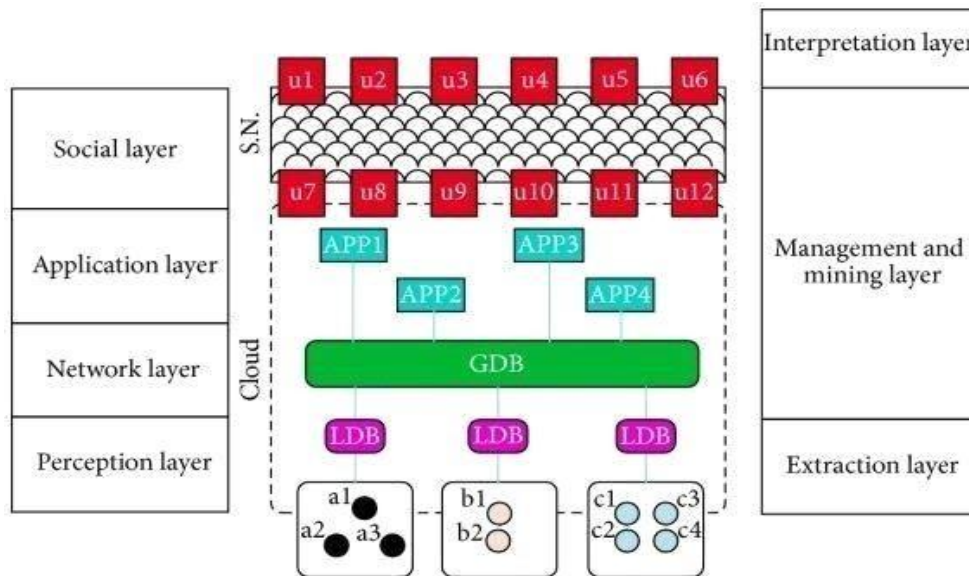 Interpretation layer
u1 u2 u3 u4 u5 u6
Social layer
S.N.
u7 u8 u9 u10 u11 u12
APP1 APP3
Application layer
Management and
mining layer
APP2 APP4
Cloud
Network layer
GDB
LDB LDB LDB
Perception layer
Extraction layer
a1 b1 c1 c3
a2 a3 b2 c2 c4